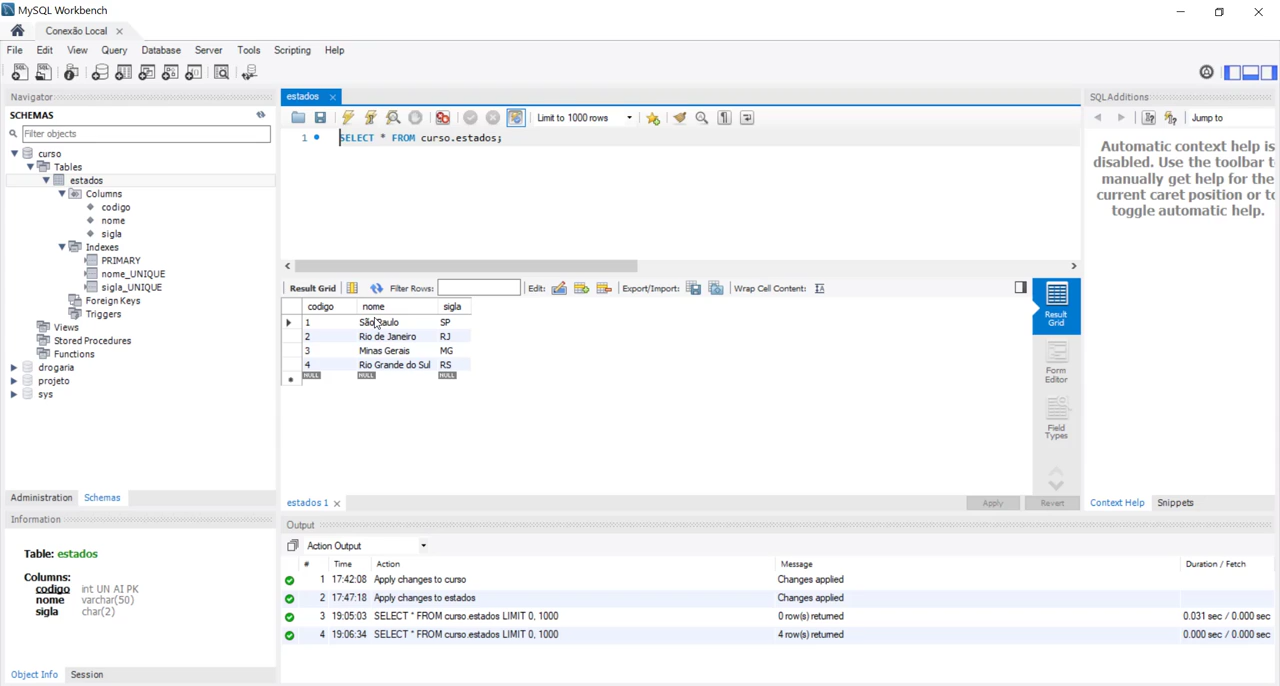 MySQL Workbench
Conexão Local
File Edit View Query Database Server Tools Scripting Help
Navigator
SCHEMAS
Filter objects
curso
Tables
estados
Columns
codigo
nome
sigla
Indexes
PRIMARY
nome_UNIQUE
sigla_UNIQUE
Foreign Keys
Triggers
Views
Stored Procedures
Functions
drogaria
projeto
sys
Administration Schemas
Information
Table: estados
Columns:
codigo int UN AI PK
nome varchar(50)
sigla char(2)
Object Info Session
estados
Limit to 1000 rows
1 SELECT * FROM curso.estados;
Result Grid Filter Rows: Edit: Export/Import: Wrap Cell Content:
codigo nome sigla
1 São Paulo SP
2 Rio de Janeiro RJ
3 Minas Gerais MG
4 Rio Grande do Sul RS
NULL NULL NULL
Result Grid
Form Editor
Field Types
estados 1 Apply Revert
Output
Action Output
# Time Action Message Duration / Fetch
1 17:42:08 Apply changes to curso Changes applied
2 17:47:18 Apply changes to estados Changes applied
3 19:05:03 SELECT * FROM curso.estados LIMIT 0, 1000 0 row(s) returned 0.031 sec / 0.000 sec
4 19:06:34 SELECT * FROM curso.estados LIMIT 0, 1000 4 row(s) returned 0.000 sec / 0.000 sec
SQLAdditions
Jump to
Automatic context help is
disabled. Use the toolbar t
manually get help for the
current caret position or to
toggle automatic help.
Context Help Snippets